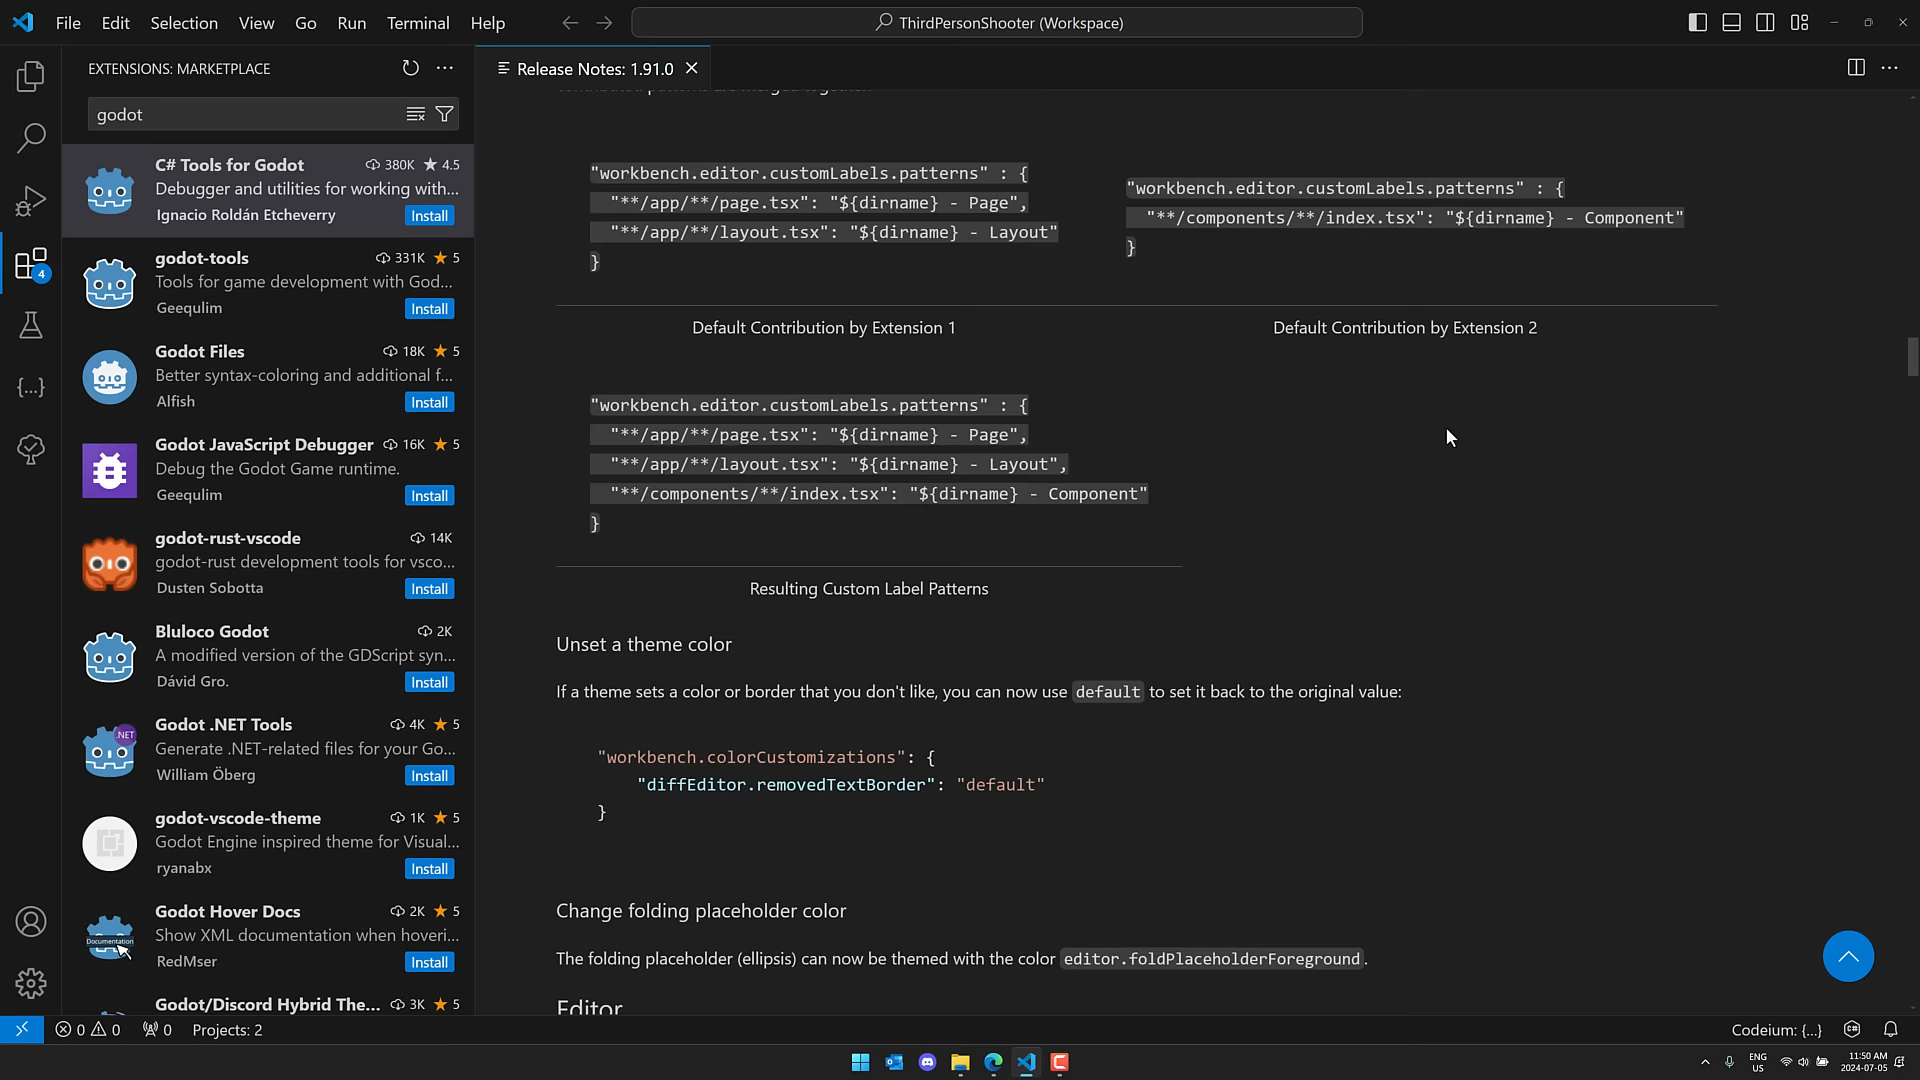 File Edit Selection View Go Run Terminal Help
ThirdPersonShooter (Workspace)
EXTENSIONS: MARKETPLACE
godot
C# Tools for Godot 380K 4.5
Debugger and utilities for working with...
Ignacio Roldán Etcheverry Install
godot-tools 331K 5
Tools for game development with God...
Geequlim Install
Godot Files 18K 5
Better syntax-coloring and additional f...
Alfish Install
Godot JavaScript Debugger 16K 5
Debug the Godot Game runtime.
Geequlim Install
godot-rust-vscode 14K
godot-rust development tools for vsco...
Dusten Sobotta Install
Bluloco Godot 2K
A modified version of the GDScript syn...
Dávid Gro. Install
.NET
Godot .NET Tools 4K 5
Generate .NET-related files for your Go...
William Öberg Install
godot-vscode-theme 1K 5
Godot Engine inspired theme for Visual...
ryanabx Install
Godot Hover Docs 2K 5
Documentation
Show XML documentation when hoveri...
RedMser Install
Godot/Discord Hybrid The... 3K 5
4
{...}
Release Notes: 1.91.0
"workbench.editor.customLabels.patterns" : {
"**/app/**/page.tsx": "${dirname} - Page",
"**/app/**/layout.tsx": "${dirname} - Layout"
}
"workbench.editor.customLabels.patterns" : {
"**/components/**/index.tsx": "${dirname} - Component"
}
Default Contribution by Extension 1
Default Contribution by Extension 2
"workbench.editor.customLabels.patterns" : {
"**/app/**/page.tsx": "${dirname} - Page",
"**/app/**/layout.tsx": "${dirname} - Layout",
"**/components/**/index.tsx": "${dirname} - Component"
}
Resulting Custom Label Patterns
Unset a theme color
If a theme sets a color or border that you don't like, you can now use default to set it back to the original value:
"workbench.colorCustomizations": {
"diffEditor.removedTextBorder": "default"
}
Change folding placeholder color
The folding placeholder (ellipsis) can now be themed with the color editor.foldPlaceholderForeground.
Editor
0 0 0 Projects: 2
Codeium: {...}
ENG
US
11:50 AM
2024-07-05